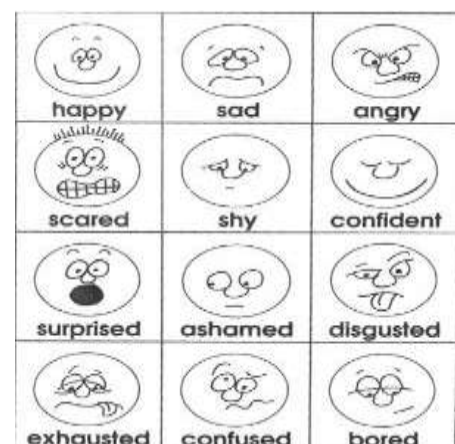 happy sad angry
scared shy confident
surprised ashamed disgusted
exhausted confused bored